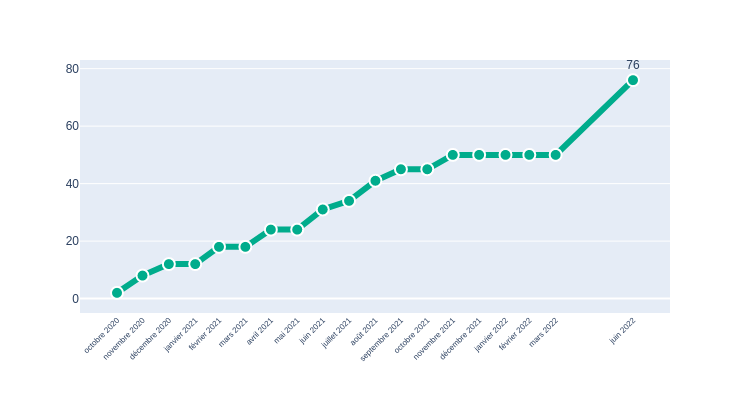 76
80
60
40
20
0
octobre 2020
novembre 2020
décembre 2020
janvier 2021
février 2021
mars 2021
avril 2021
mai 2021
juin 2021
juillet 2021
août 2021
septembre 2021
octobre 2021
novembre 2021
décembre 2021
janvier 2022
février 2022
mars 2022
juin 2022